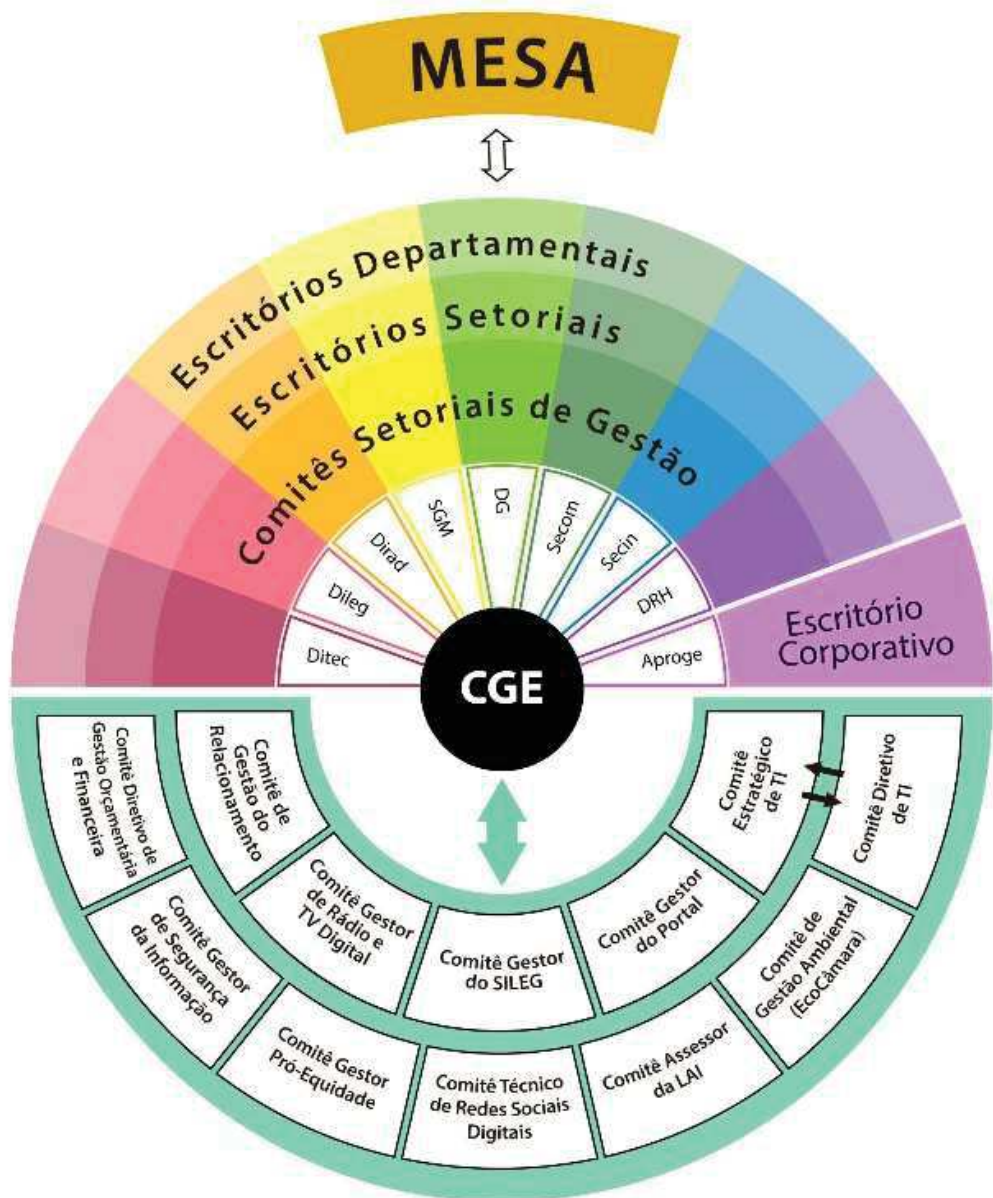 MESA
Escritórios Departamentais
Escritórios Setoriais
Comitês Setoriais de Gestão
Ditec
Dileg
Dirad
SGM
DG
Secom
Secin
DRH
Aproge
Escritório
Corporativo
CGE
Comitê Diretivo de
Gestão Orçamentária
e Financeira
Comitê de
Gestão do
Relacionamento
Comitê
Estratégico
de TI
Comitê Diretivo
de TI
Comitê Gestor
de Rádio e
TV Digital
Comitê Gestor
do SILEG
Comitê Gestor
do Portal
Comitê Gestor
de Segurança
da Informação
Comitê Gestor
Pró-Equidade
Comitê Técnico
de Redes Sociais
Digitais
Comitê Assessor
da LAI
Comitê de
Gestão Ambiental
(EcoCâmara)